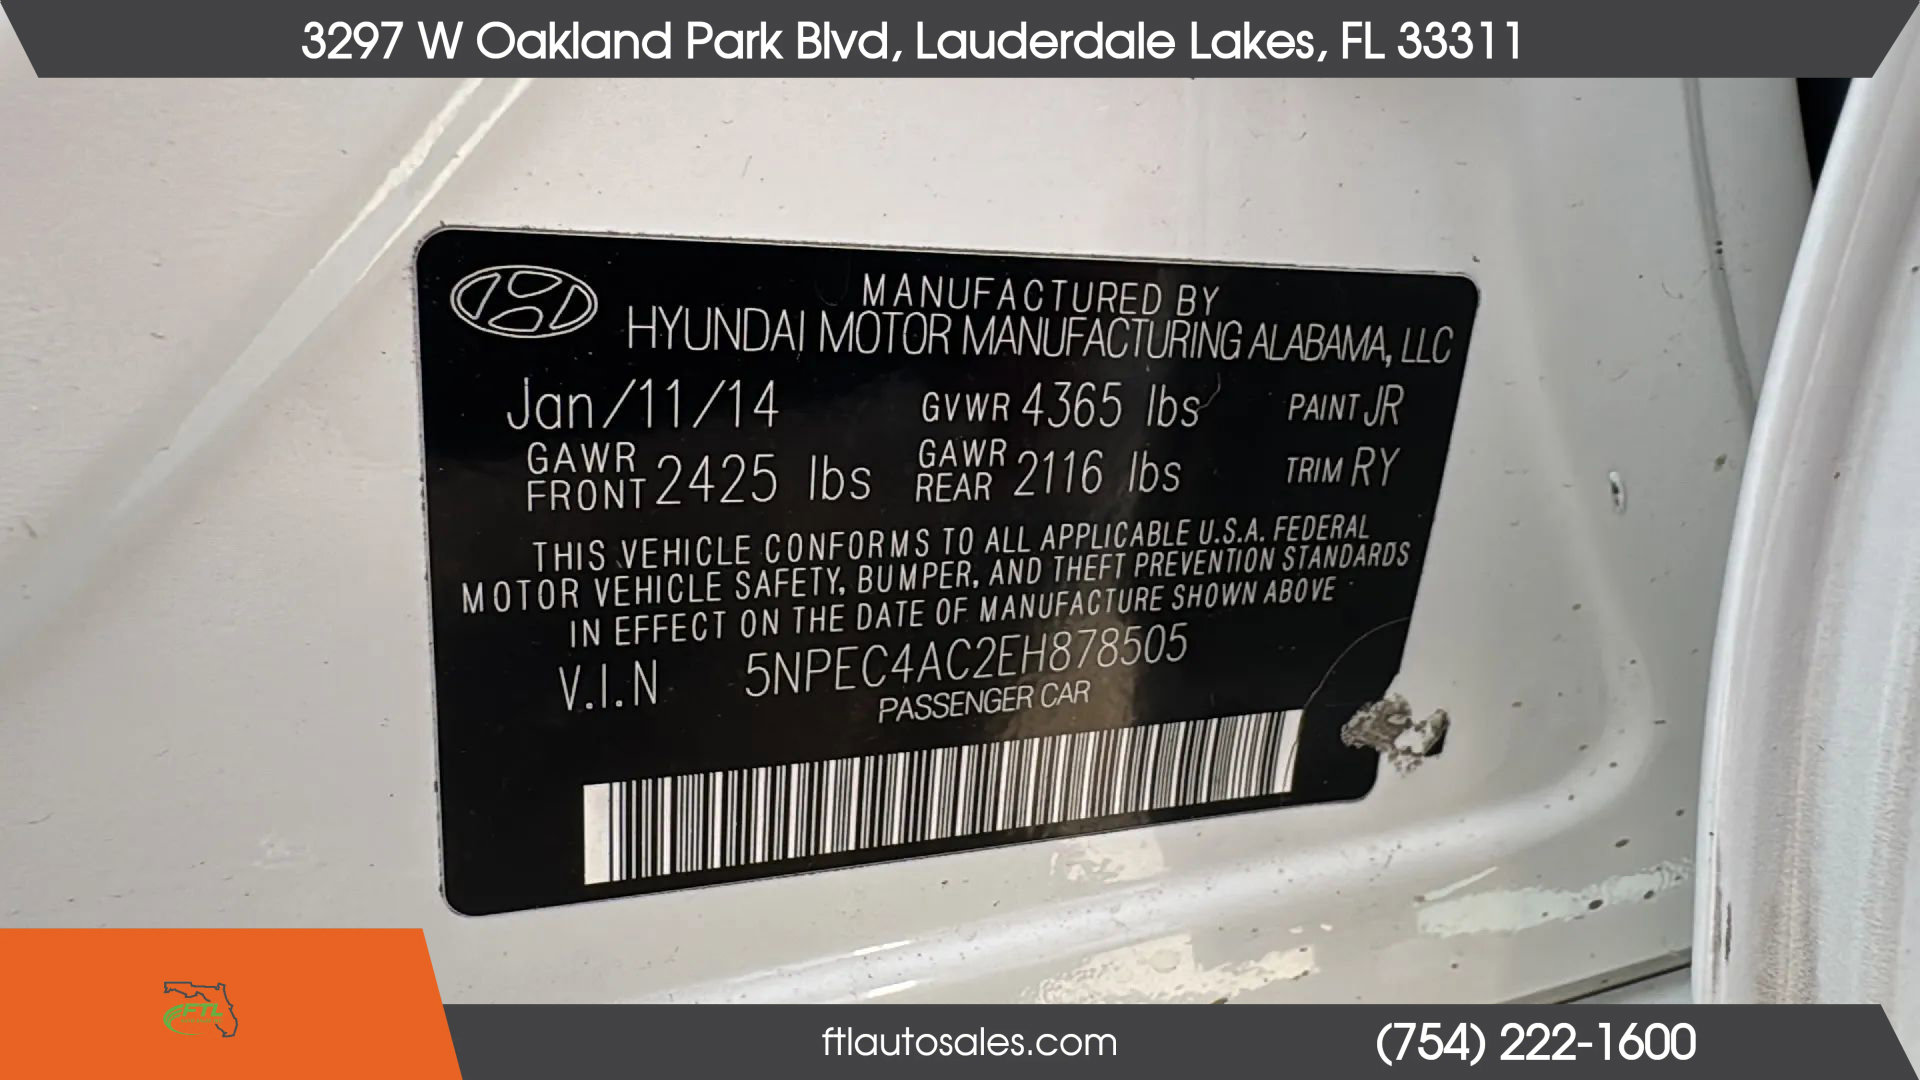 3297 W Oakland Park Blvd, Lauderdale Lakes, FL 33311
MANUFACTURED BY
HYUNDAI MOTOR MANUFACTURING ALABAMA, LLC
Jan/11/14 GVWR 4365 lbs PAINT JR
GAWR FRONT 2425 lbs GAWR REAR 2116 lbs TRIM RY
THIS VEHICLE CONFORMS TO ALL APPLICABLE U.S.A. FEDERAL
MOTOR VEHICLE SAFETY, BUMPER, AND THEFT PREVENTION STANDARDS
IN EFFECT ON THE DATE OF MANUFACTURE SHOWN ABOVE
V.I.N 5NPEC4AC2EH878505
PASSENGER CAR
FTL
ftlautosales.com
(754) 222-1600